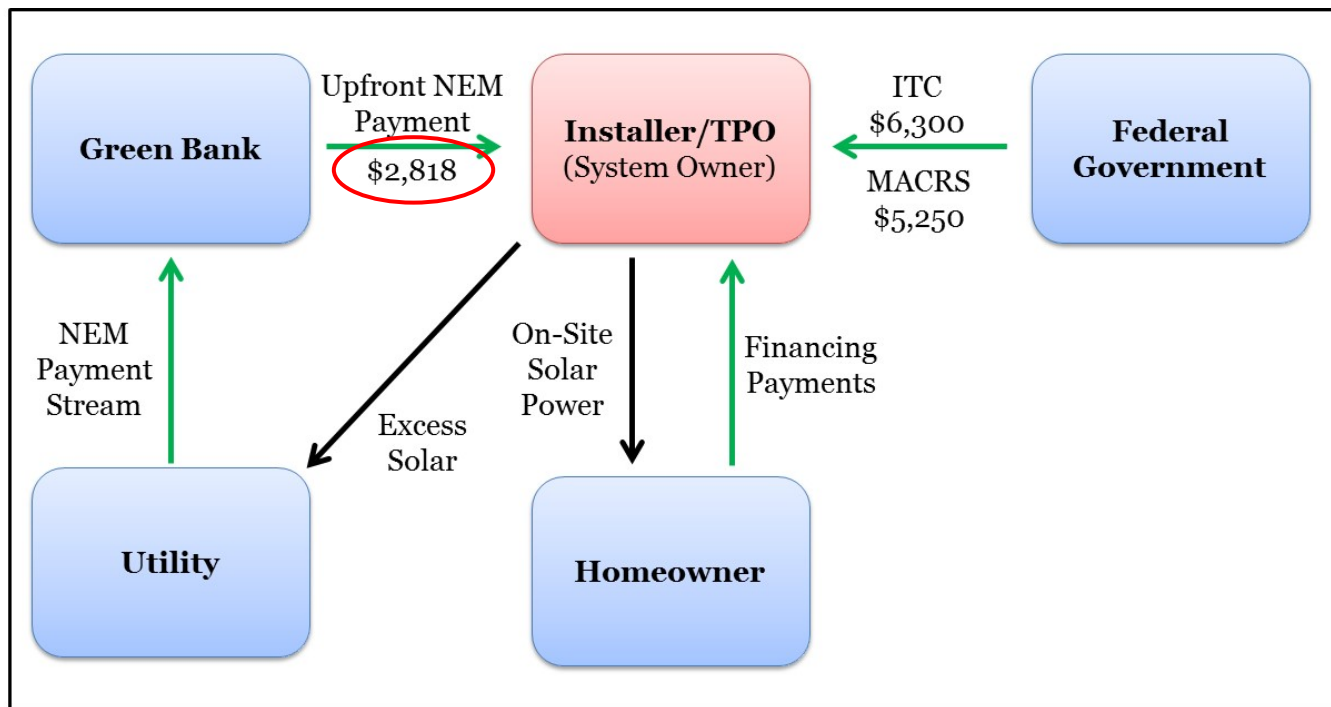 Green Bank
Upfront NEM
Payment
$2,818
Installer/TPO
(System Owner)
ITC
$6,300
MACRS
$5,250
Federal
Government
NEM
Payment
Stream
Excess
Solar
On-Site
Solar
Power
Financing
Payments
Utility
Homeowner